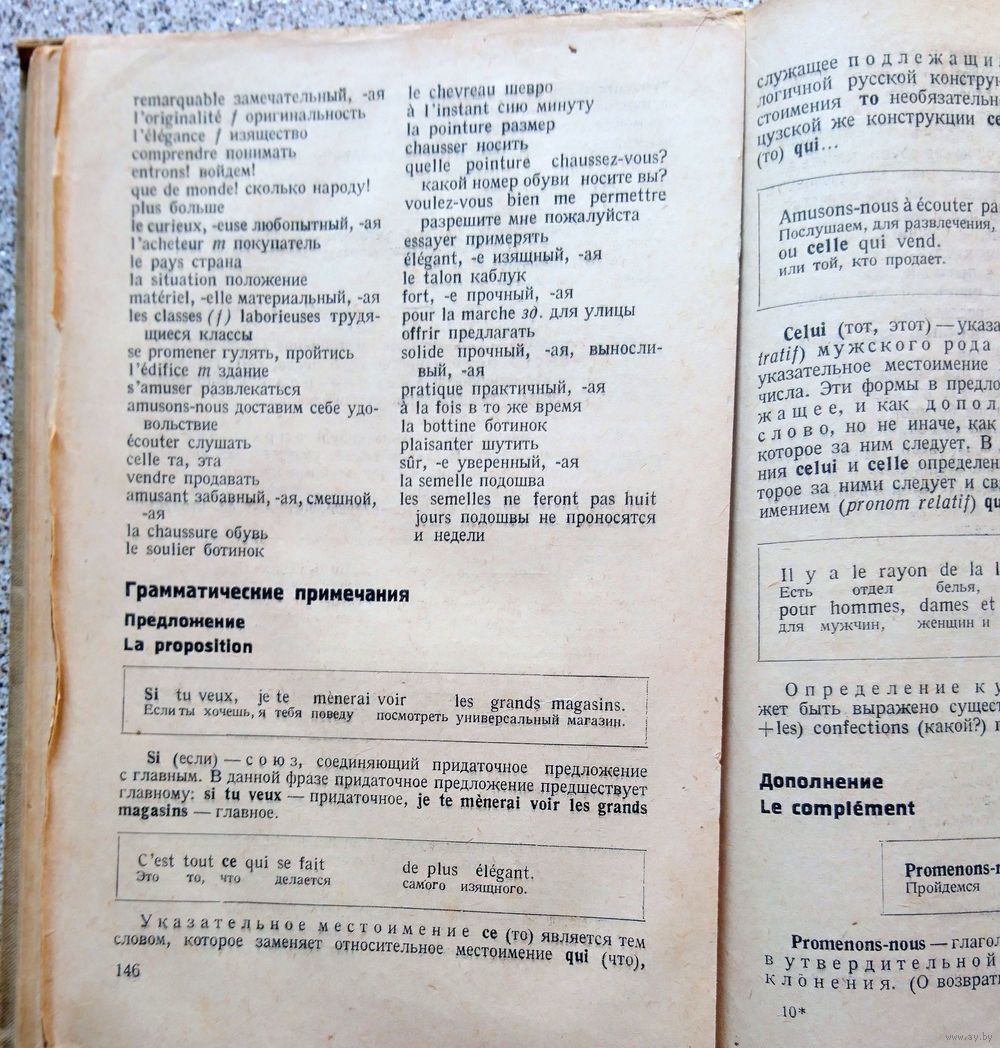 remarquable замечательный, -ая
l'originalité f оригинальность
l'élégance f изящество
comprendre понимать
entrons! войдем!
que de monde! сколько народу!
plus больше
le curieux, -euse любопытный, -ая
l'acheteur m покупатель
le pays страна
la situation положение
matériel, -elle материальный, -ая
les classes (f) laborieuses трудя-
щиеся классы
se promener гулять, пройтись
l'édifice m здание
s'amuser развлекаться
amusons-nous доставим себе удо-
вольствие
écouter слушать
celle та, эта
vendre продавать
amusant забавный, -ая, смешной,
-ая
la chaussure обувь
le soulier ботинок
le chevreau шевро
à l'instant сию минуту
la pointure размер
chausser носить
quelle pointure chaussez-vous?
какой номер обуви носите вы?
voulez-vous bien me permettre
разрешите мне пожалуйста
essayer примерять
élégant, -e изящный, -ая
le talon каблук
fort, -e прочный, -ая
pour la marche зд. для улицы
offrir предлагать
solide прочный, -ая, выносли-
вый, -ая
pratique практичный, -ая
à la fois в то же время
la bottine ботинок
plaisanter шутить
sûr, -e уверенный, -ая
la semelle подошва
les semelles ne feront pas huit
jours подошвы не проносятся
и недели
Грамматические примечания
Предложение
La proposition
Si tu veux, je te mènerai voir les grands magasins.
Если ты хочешь, я тебя поведу посмотреть универсальный магазин.
Si (если) — союз, соединяющий придаточное предложение
с главным. В данной фразе придаточное предложение предшествует
главному: si tu veux — придаточное, je te mènerai voir les grands
magasins — главное.
C'est tout ce qui se fait de plus élégant.
Это то, что делается самого изящного.
Указательное местоимение ce (то) является тем
словом, которое заменяет относительное местоимение qui (что),
146
служащее подлежащи
логичной русской конструк
стоимения то необязательн
цузской же конструкции ce
(то) qui...
Amusons-nous à écouter pa
Послушаем, для развлечения,
ou celle qui vend.
или той, кто продает.
Celui (тот, этот) — указа
tratif) мужского рода
указательное местоимение
числа. Эти формы в предло
жащее, и как допол
слово, но не иначе, как
которое за ним следует. В
ния celui и celle определен
торое за ними следует и св
имением (pronom relatif) qu
Il y a le rayon de la l
Есть отдел белья,
pour hommes, dames et
для мужчин, женщин и
Определение к у
жет быть выражено сущест
+les) confections (какой?) г
Дополнение
Le complément
Promenons-n
Пройдемся
Promenons-nous — глагол
в утвердительной
клонения. (О возврат
10*
www.ay.by